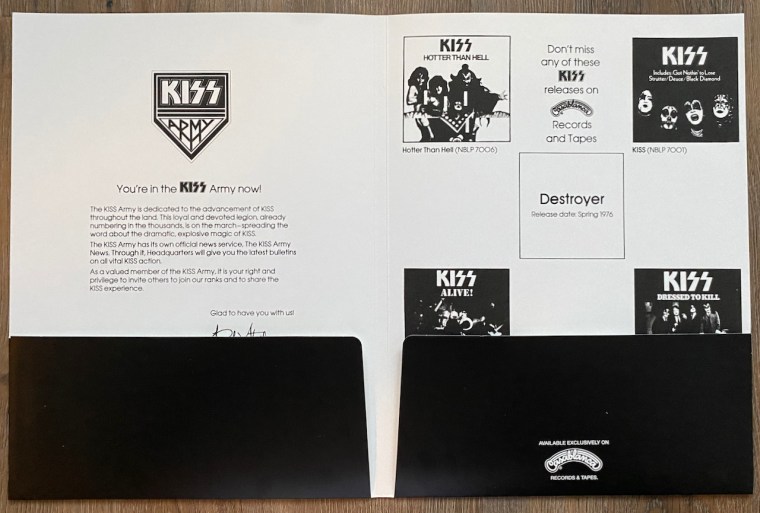 KISS
ARMY
You're in the KISS Army now!
The KISS Army is dedicated to the advancement of KISS
throughout the land. This loyal and devoted legion, already
numbering in the thousands, is on the march—spreading the
word about the dramatic, explosive magic of KISS.
The KISS Army has its own official news service, The KISS Army
News. Through it, Headquarters will give you the latest bulletins
on all vital KISS action.
As a valued member of the KISS Army, it is your right and
privilege to invite others to join our ranks and to share the
KISS experience.
Glad to have you with us!
KISS
HOTTER THAN HELL
Hotter Than Hell (NBLP 7006)
Don't miss
any of these
KISS
releases on
Casablanca
Records
and Tapes
KISS
Includes: Got Nothin' to Lose
Strutter/Deuce/Black Diamond
KISS (NBLP 7001)
Destroyer
Release date: Spring 1976
KISS
ALIVE!
KISS
DRESSED TO KILL
AVAILABLE EXCLUSIVELY ON
Casablanca
RECORDS & TAPES.